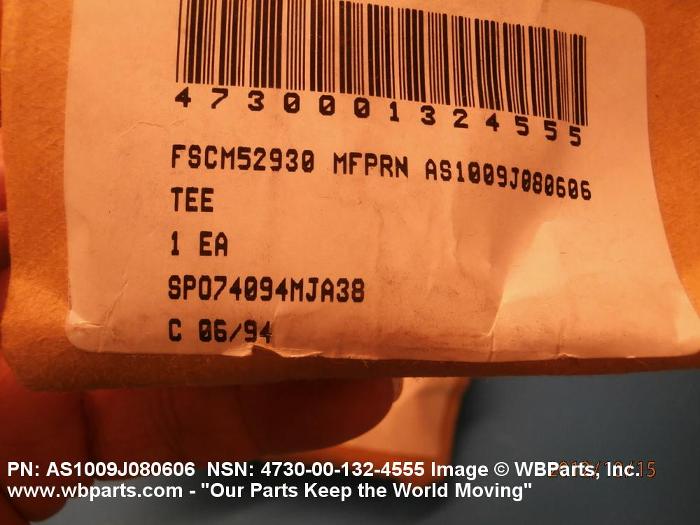 4730001324555
FSCM52930 MFPRN AS1009J080606
TEE
1 EA
SPO74094MJA38
C 06/94
PN: AS1009J080606 NSN: 4730-00-132-4555 Image © WBParts, Inc.
www.wbparts.com - "Our Parts Keep the World Moving"